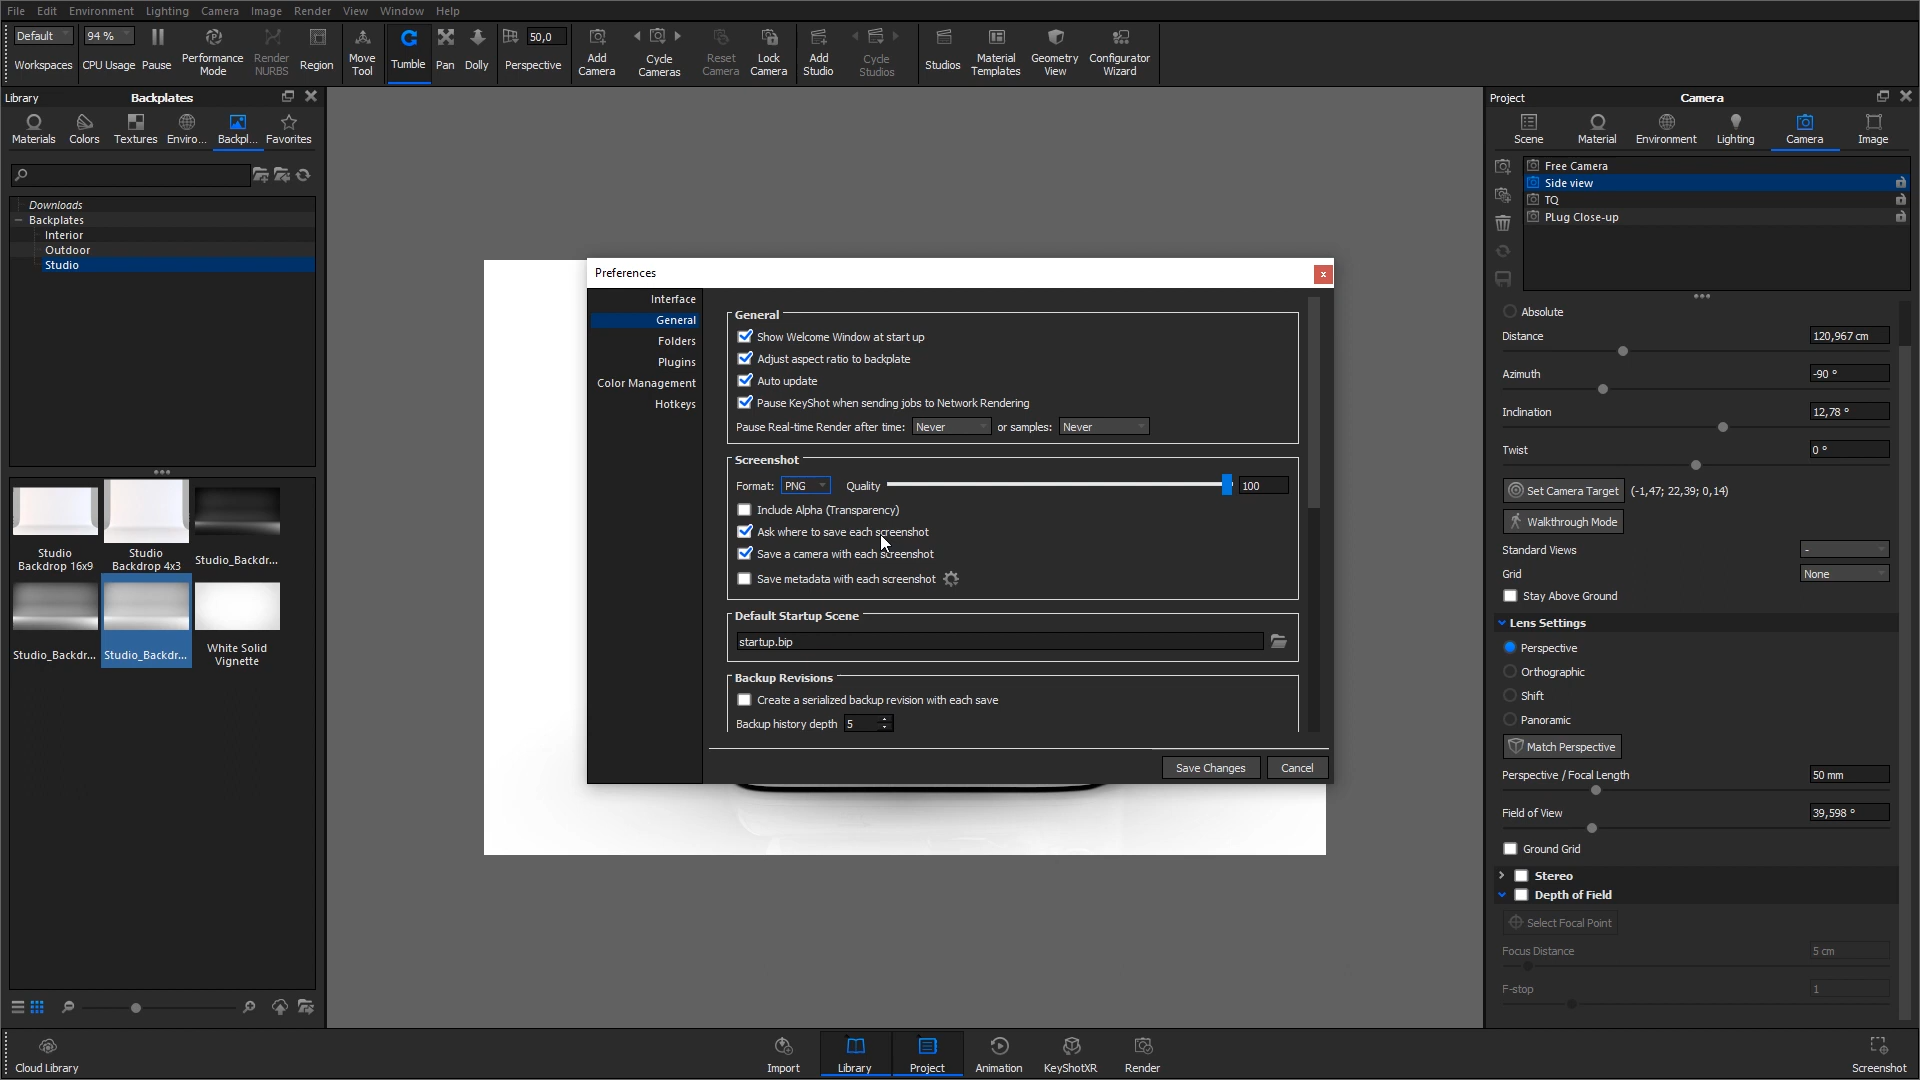 File Edit Environment Lighting Camera Image Render View Window Help
Default 94 % 50,0
Workspaces CPU Usage Pause Performance Mode Render NURBS Region Move Tool Tumble Pan Dolly Perspective Add Camera Cycle Cameras Reset Camera Lock Camera Add Studio Cycle Studios Studios Material Templates Geometry View Configurator Wizard
Library Backplates
Materials Colors Textures Enviro... Backpl... Favorites
Downloads
Backplates
Interior
Outdoor
Studio
Studio Backdrop 16x9
Studio Backdrop 4x3
Studio_Backdr...
Studio_Backdr...
Studio_Backdr...
White Solid Vignette
Preferences
Interface
General
Folders
Plugins
Color Management
Hotkeys
General
Show Welcome Window at start up
Adjust aspect ratio to backplate
Auto update
Pause KeyShot when sending jobs to Network Rendering
Pause Real-time Render after time: Never or samples: Never
Screenshot
Format: PNG Quality 100
Include Alpha (Transparency)
Ask where to save each screenshot
Save a camera with each screenshot
Save metadata with each screenshot
Default Startup Scene
startup.bip
Backup Revisions
Create a serialized backup revision with each save
Backup history depth 5
Save Changes Cancel
Project Camera
Scene Material Environment Lighting Camera Image
Free Camera
Side view
TQ
PLug Close-up
Absolute
Distance 120,967 cm
Azimuth -90 °
Inclination 12,78 °
Twist 0 °
Set Camera Target (-1,47; 22,39; 0,14)
Walkthrough Mode
Standard Views -
Grid None
Stay Above Ground
Lens Settings
Perspective
Orthographic
Shift
Panoramic
Match Perspective
Perspective / Focal Length 50 mm
Field of View 39,598 °
Ground Grid
Stereo
Depth of Field
Select Focal Point
Focus Distance 5 cm
F-stop 1
Cloud Library Import Library Project Animation KeyShotXR Render Screenshot